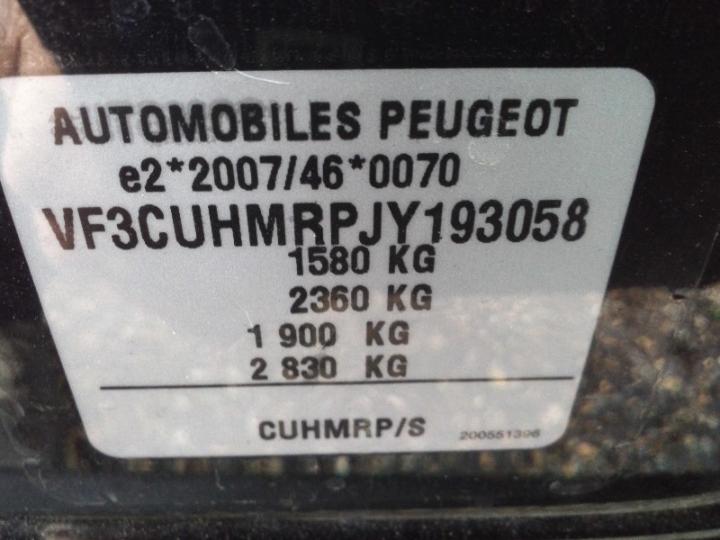 AUTOMOBILES PEUGEOT
e2*2007/46*0070
VF3CUHMRPJY193058
1580 KG
2360 KG
1 900 KG
2 830 KG
CUHMRP/S 200551396